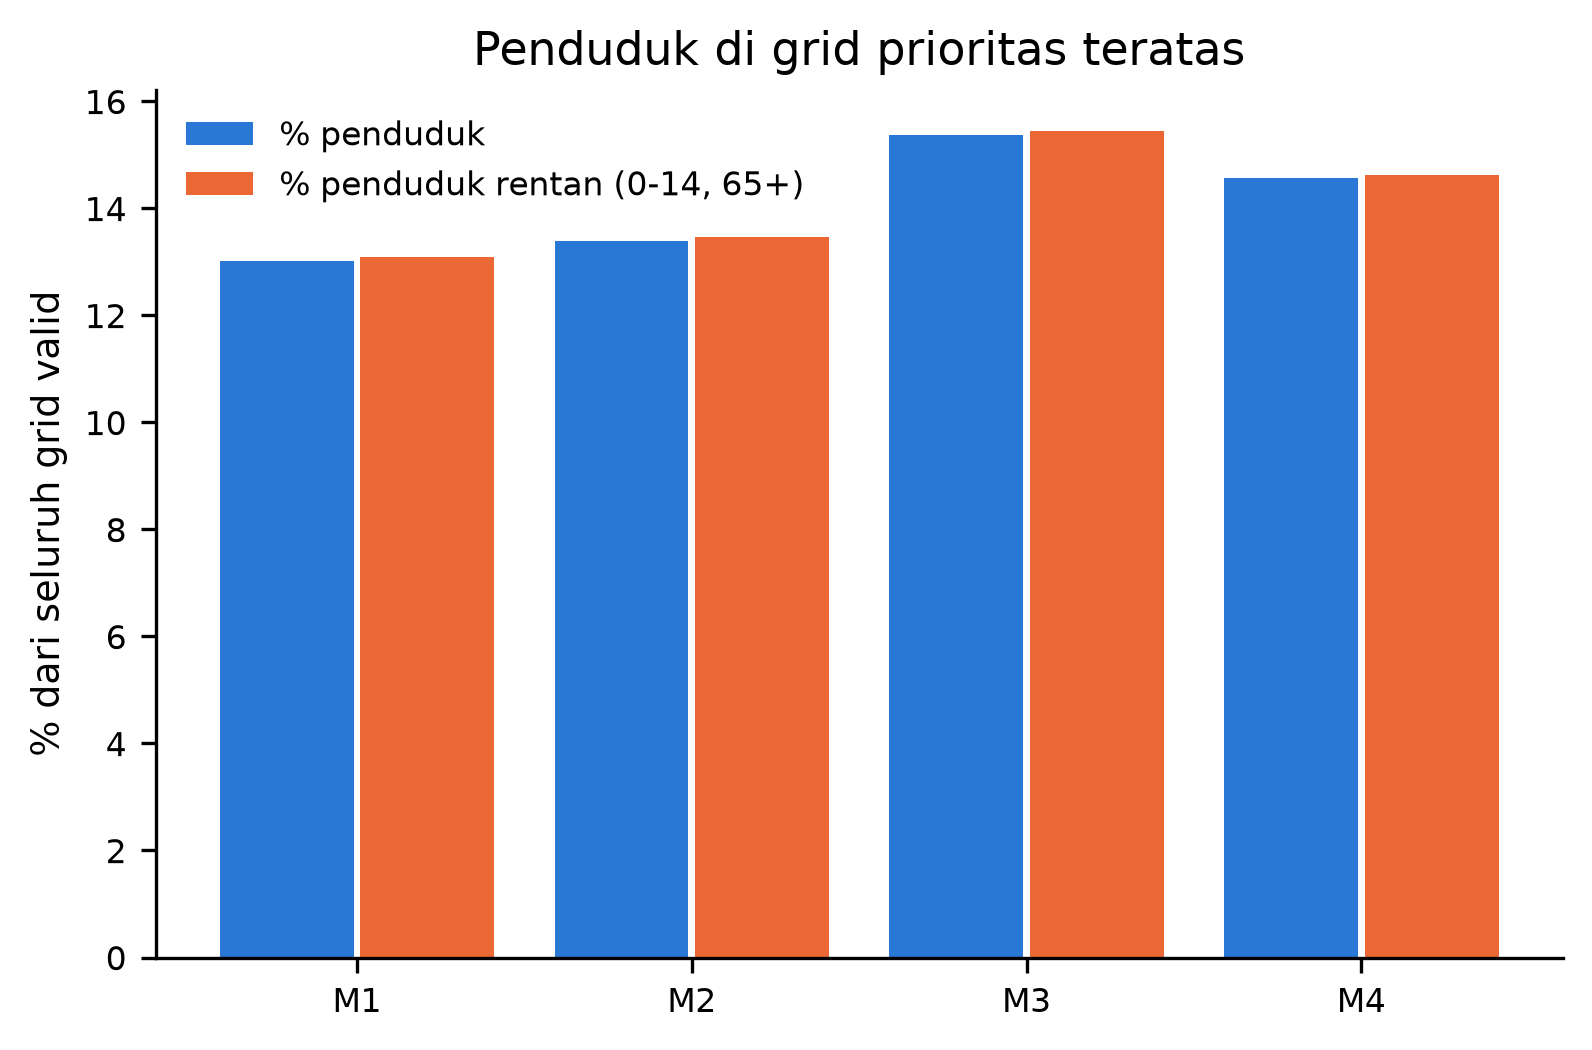 Penduduk di grid prioritas teratas
% penduduk
% penduduk rentan (0-14, 65+)
% dari seluruh grid valid
16
14
12
10
8
6
4
2
0
M1
M2
M3
M4